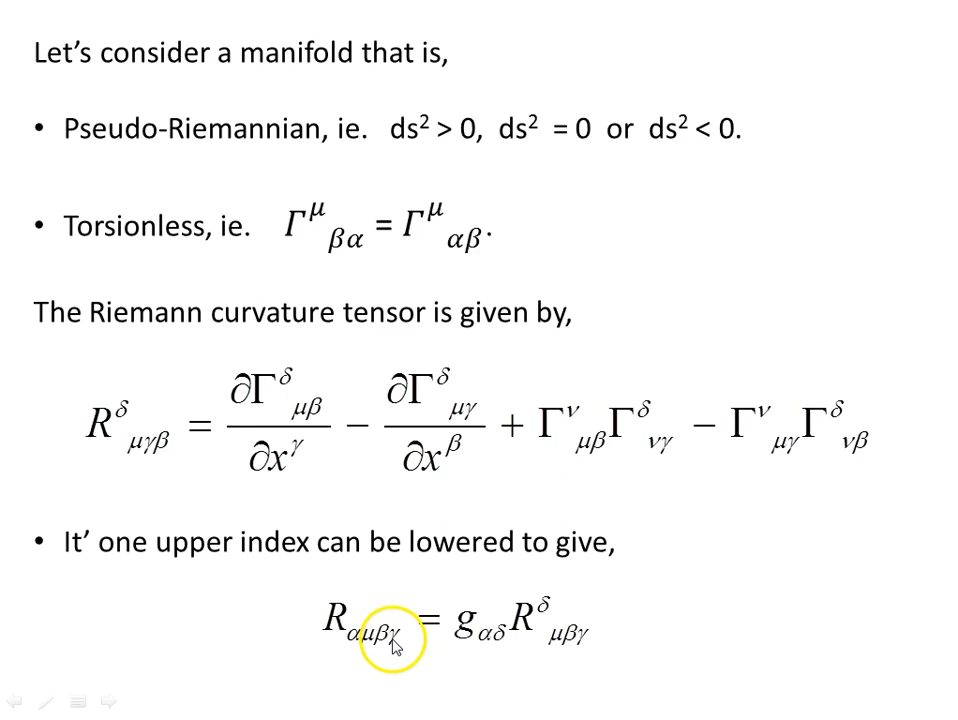 Let’s consider a manifold that is,
• Pseudo-Riemannian, ie. ds² > 0, ds² = 0 or ds² < 0.
• Torsionless, ie. Γ^μ_βα = Γ^μ_αβ.
The Riemann curvature tensor is given by,
R^δ_μγβ = ∂Γ^δ_μβ/∂x^γ − ∂Γ^δ_μγ/∂x^β + Γ^ν_μβ Γ^δ_νγ − Γ^ν_μγ Γ^δ_νβ
• It’ one upper index can be lowered to give,
R_αμβγ = g_αδ R^δ_μβγ